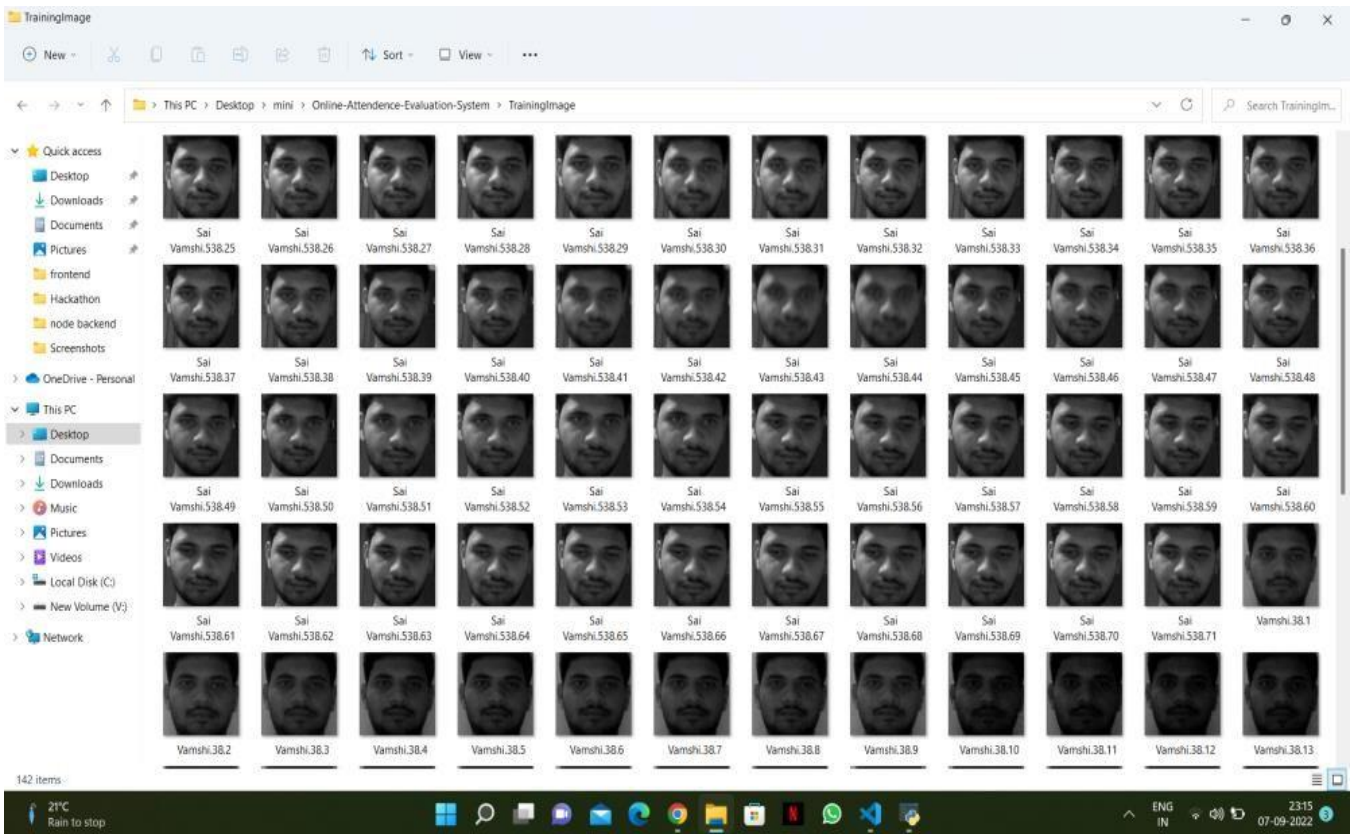 TrainingImage
New
Sort
View
This PC > Desktop > mini > Online-Attendence-Evaluation-System > TrainingImage
Search TrainingIm...
Quick access
Desktop
Downloads
Documents
Pictures
frontend
Hackathon
node backend
Screenshots
OneDrive - Personal
This PC
Desktop
Documents
Downloads
Music
Pictures
Videos
Local Disk (C:)
New Volume (V:)
Network
Sai Sai Sai Sai Sai Sai Sai Sai Sai Sai Sai Sai
Vamshi.538.25 Vamshi.538.26 Vamshi.538.27 Vamshi.538.28 Vamshi.538.29 Vamshi.538.30 Vamshi.538.31 Vamshi.538.32 Vamshi.538.33 Vamshi.538.34 Vamshi.538.35 Vamshi.538.36
Sai Sai Sai Sai Sai Sai Sai Sai Sai Sai Sai Sai
Vamshi.538.37 Vamshi.538.38 Vamshi.538.39 Vamshi.538.40 Vamshi.538.41 Vamshi.538.42 Vamshi.538.43 Vamshi.538.44 Vamshi.538.45 Vamshi.538.46 Vamshi.538.47 Vamshi.538.48
Sai Sai Sai Sai Sai Sai Sai Sai Sai Sai Sai Sai
Vamshi.538.49 Vamshi.538.50 Vamshi.538.51 Vamshi.538.52 Vamshi.538.53 Vamshi.538.54 Vamshi.538.55 Vamshi.538.56 Vamshi.538.57 Vamshi.538.58 Vamshi.538.59 Vamshi.538.60
Sai Sai Sai Sai Sai Sai Sai Sai Sai Sai Sai Vamshi.38.1
Vamshi.538.61 Vamshi.538.62 Vamshi.538.63 Vamshi.538.64 Vamshi.538.65 Vamshi.538.66 Vamshi.538.67 Vamshi.538.68 Vamshi.538.69 Vamshi.538.70 Vamshi.538.71
Vamshi.38.2 Vamshi.38.3 Vamshi.38.4 Vamshi.38.5 Vamshi.38.6 Vamshi.38.7 Vamshi.38.8 Vamshi.38.9 Vamshi.38.10 Vamshi.38.11 Vamshi.38.12 Vamshi.38.13
142 items
21°C
Rain to stop
N
ENG
IN
23:15
07-09-2022
3